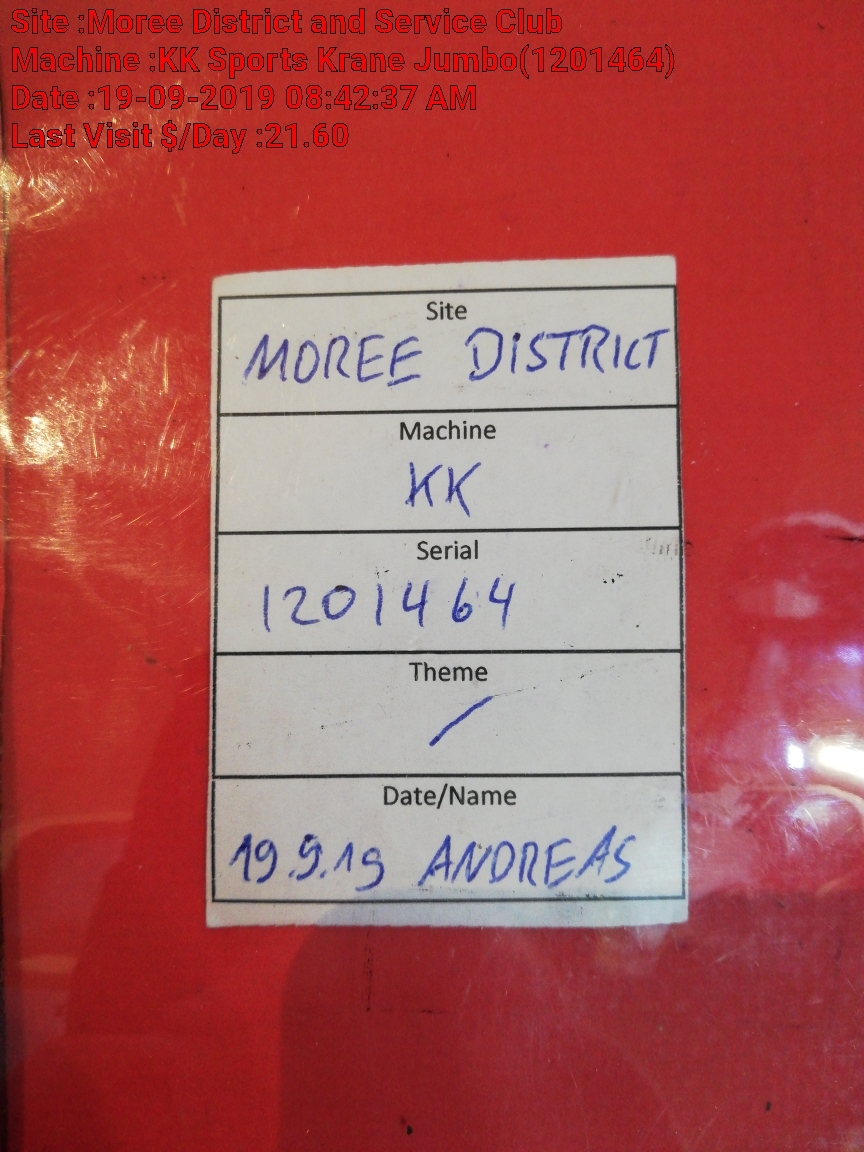 Site :Moree District and Service Club
Machine :KK Sports Krane Jumbo(1201464)
Date :19-09-2019 08:42:37 AM
Last Visit $/Day :21.60
Site
MOREE DISTRICT
Machine
KK
Serial
1201464
Theme
/
Date/Name
19.9.19 ANDREAS